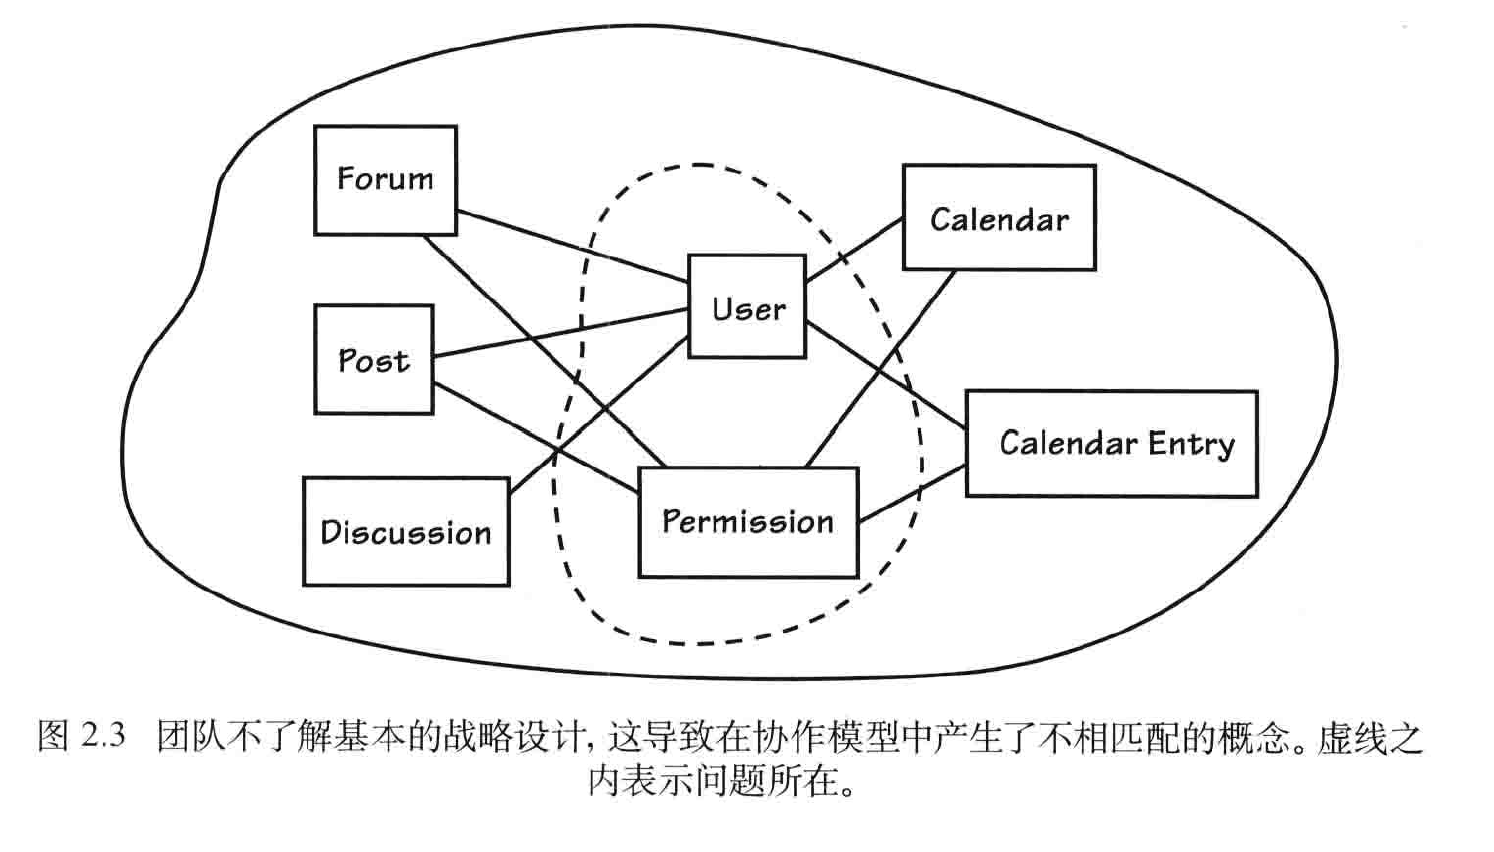 Forum
Calendar
User
Post
Calendar Entry
Permission
Discussion
图 2.3 团队不了解基本的战略设计, 这导致在协作模型中产生了不相匹配的概念。虚线之
内表示问题所在。